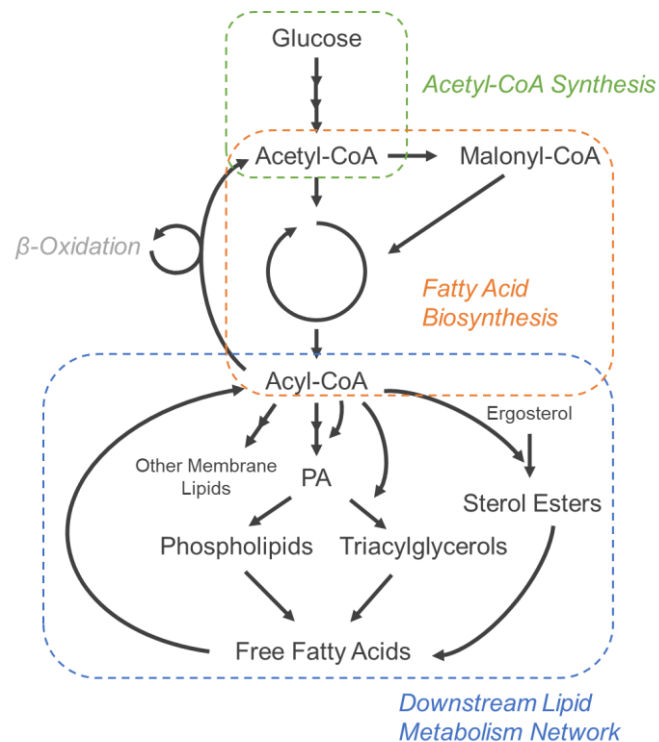 Glucose
Acetyl-CoA Synthesis
Acetyl-CoA
Malonyl-CoA
β-Oxidation
Fatty Acid
Biosynthesis
Acyl-CoA
Ergosterol
Other Membrane
Lipids
PA
Sterol Esters
Phospholipids
Triacylglycerols
Free Fatty Acids
Downstream Lipid
Metabolism Network